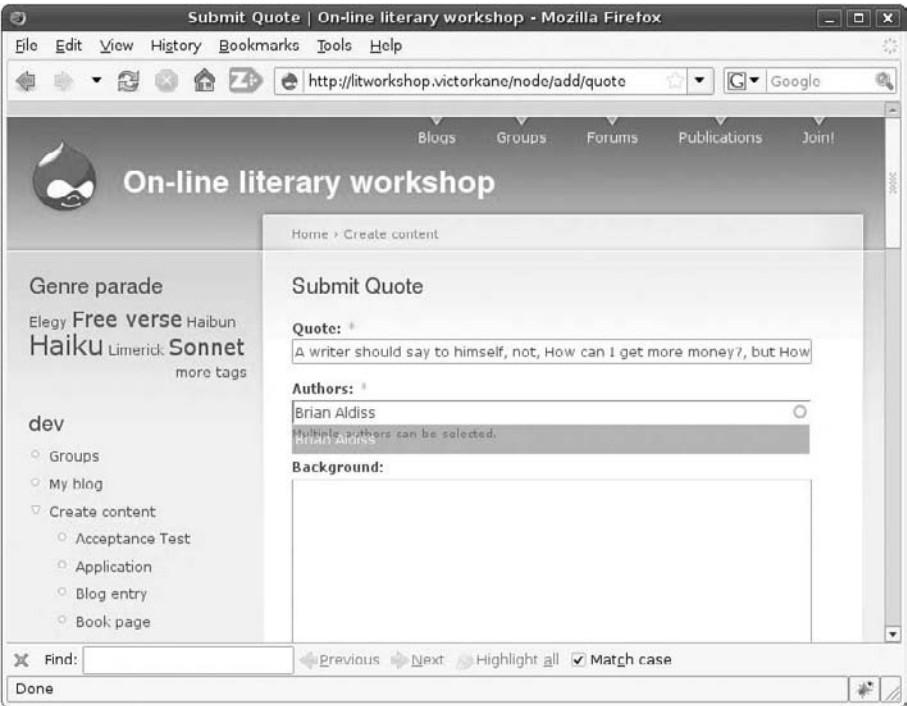 Submit Quote | On-line literary workshop - Mozilla Firefox
File Edit View History Bookmarks Tools Help
http://litworkshop.victorkane/node/add/quote
G Google
Blogs Groups Forums Publications Join!
On-line literary workshop
Home › Create content
Genre parade
Elegy Free verse Haibun
Haiku Limerick Sonnet
more tags
dev
Groups
My blog
Create content
Acceptance Test
Application
Blog entry
Book page
Submit Quote
Quote: *
A writer should say to himself, not, How can I get more money?, but How
Authors: *
Brian Aldiss
Multiple authors can be selected.
Brian Aldiss
Background:
Find: Previous Next Highlight all Match case
Done